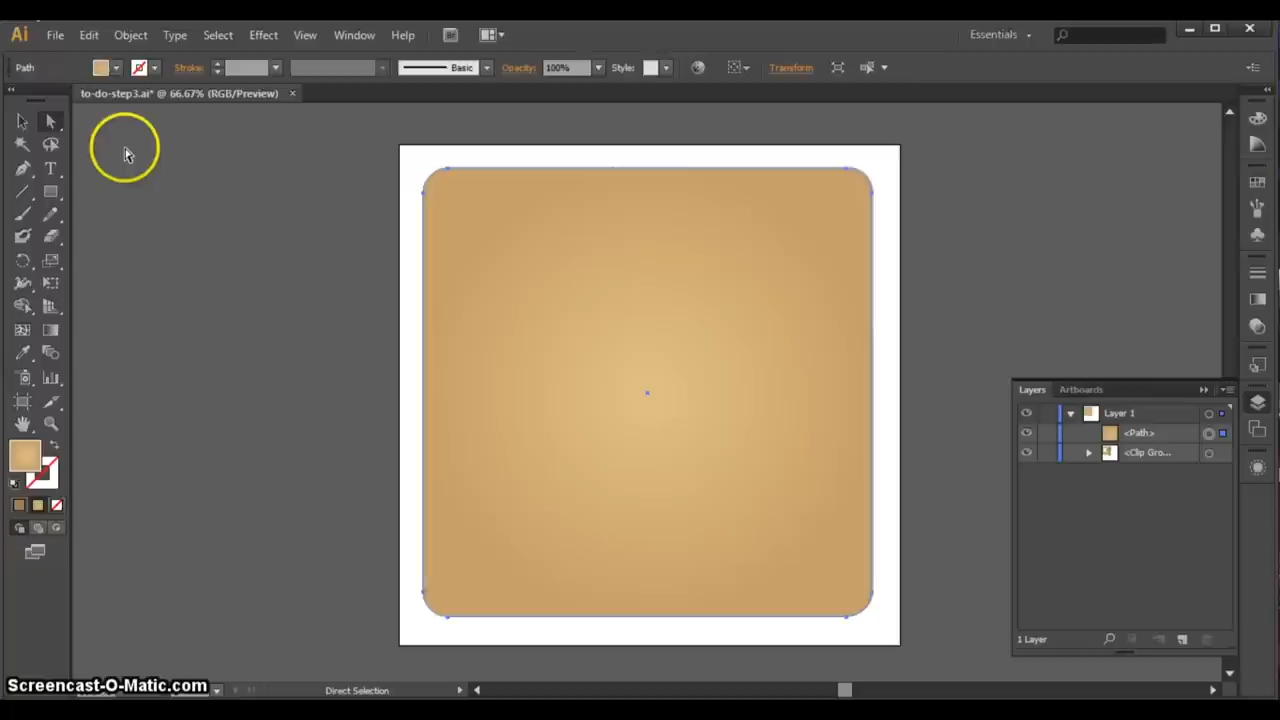 Ai File Edit Object Type Select Effect View Window Help Br Essentials
Path Stroke: Basic Opacity: 100% Style: Transform
to-do-step3.ai* @ 66.67% (RGB/Preview)
T
Layers Artboards
Layer 1
<Path>
<Clip Gro...
1 Layer
Screencast-O-Matic.com
Direct Selection